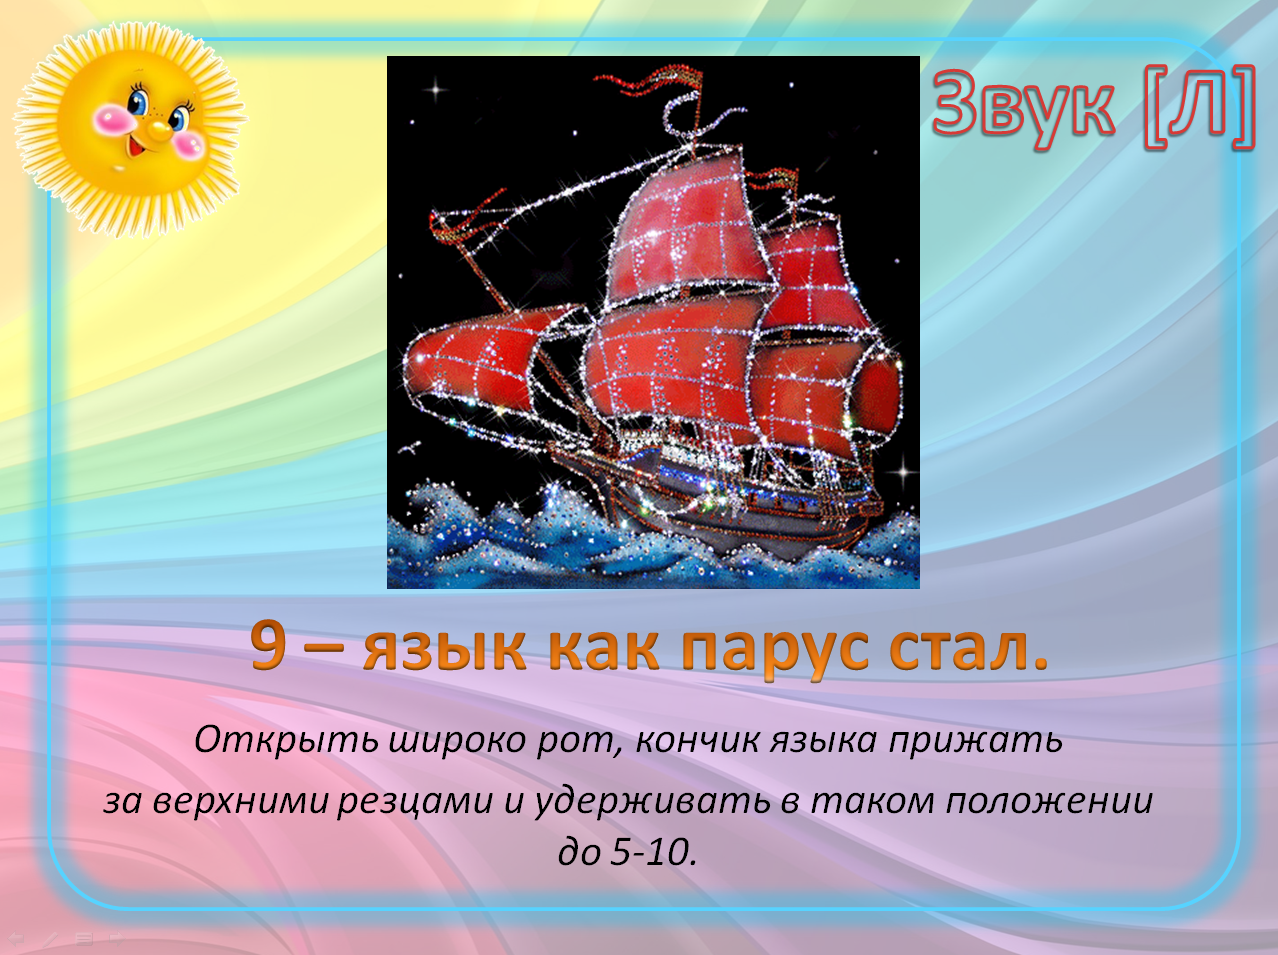 Звук [Л]
9 – язык как парус стал.
Открыть широко рот, кончик языка прижать
за верхними резцами и удерживать в таком положении
до 5-10.